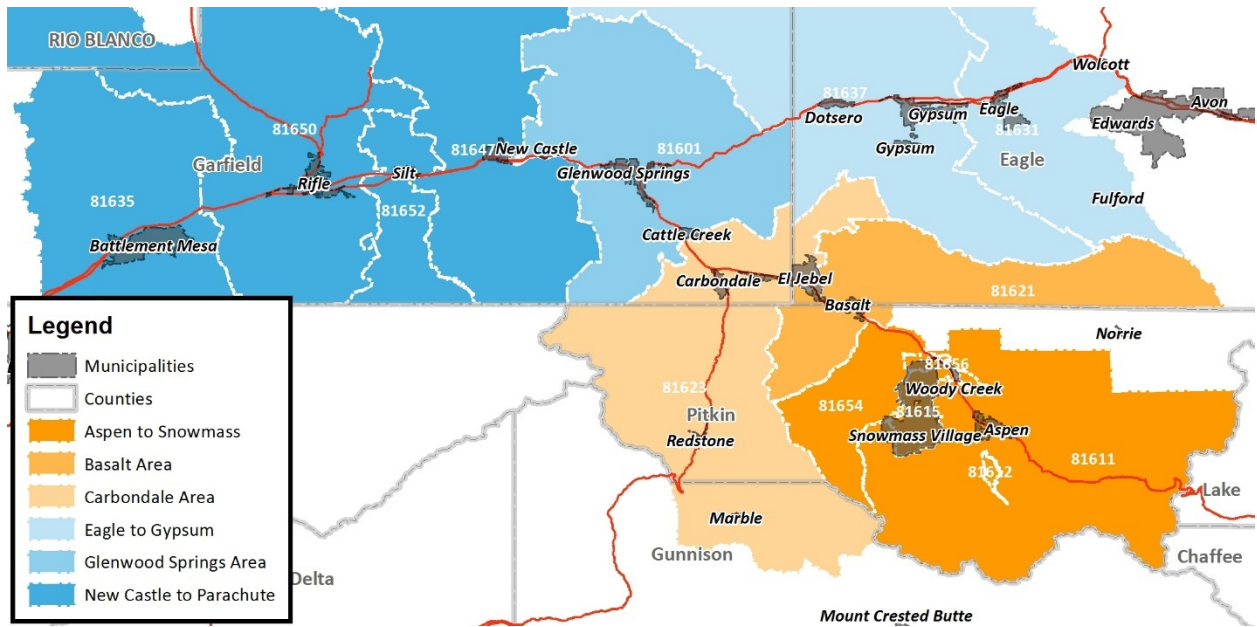 RIO BLANCO
Wolcott
81637
Avon
Dotsero
Gypsum
Eagle
Edwards
81631
81650
81647
New Castle
81601
Gypsum
Eagle
Garfield
Glenwood Springs
Silt
Rifle
81635
81652
Fulford
Battlement Mesa
Cattle Creek
Carbondale
El Jebel
81621
Basalt
Norrie
81656
Woody Creek
81623
81654
81615
Pitkin
Redstone
Snowmass Village
Aspen
81612
81611
Lake
Marble
Gunnison
Chaffee
Delta
Mount Crested Butte
Legend
Municipalities
Counties
Aspen to Snowmass
Basalt Area
Carbondale Area
Eagle to Gypsum
Glenwood Springs Area
New Castle to Parachute